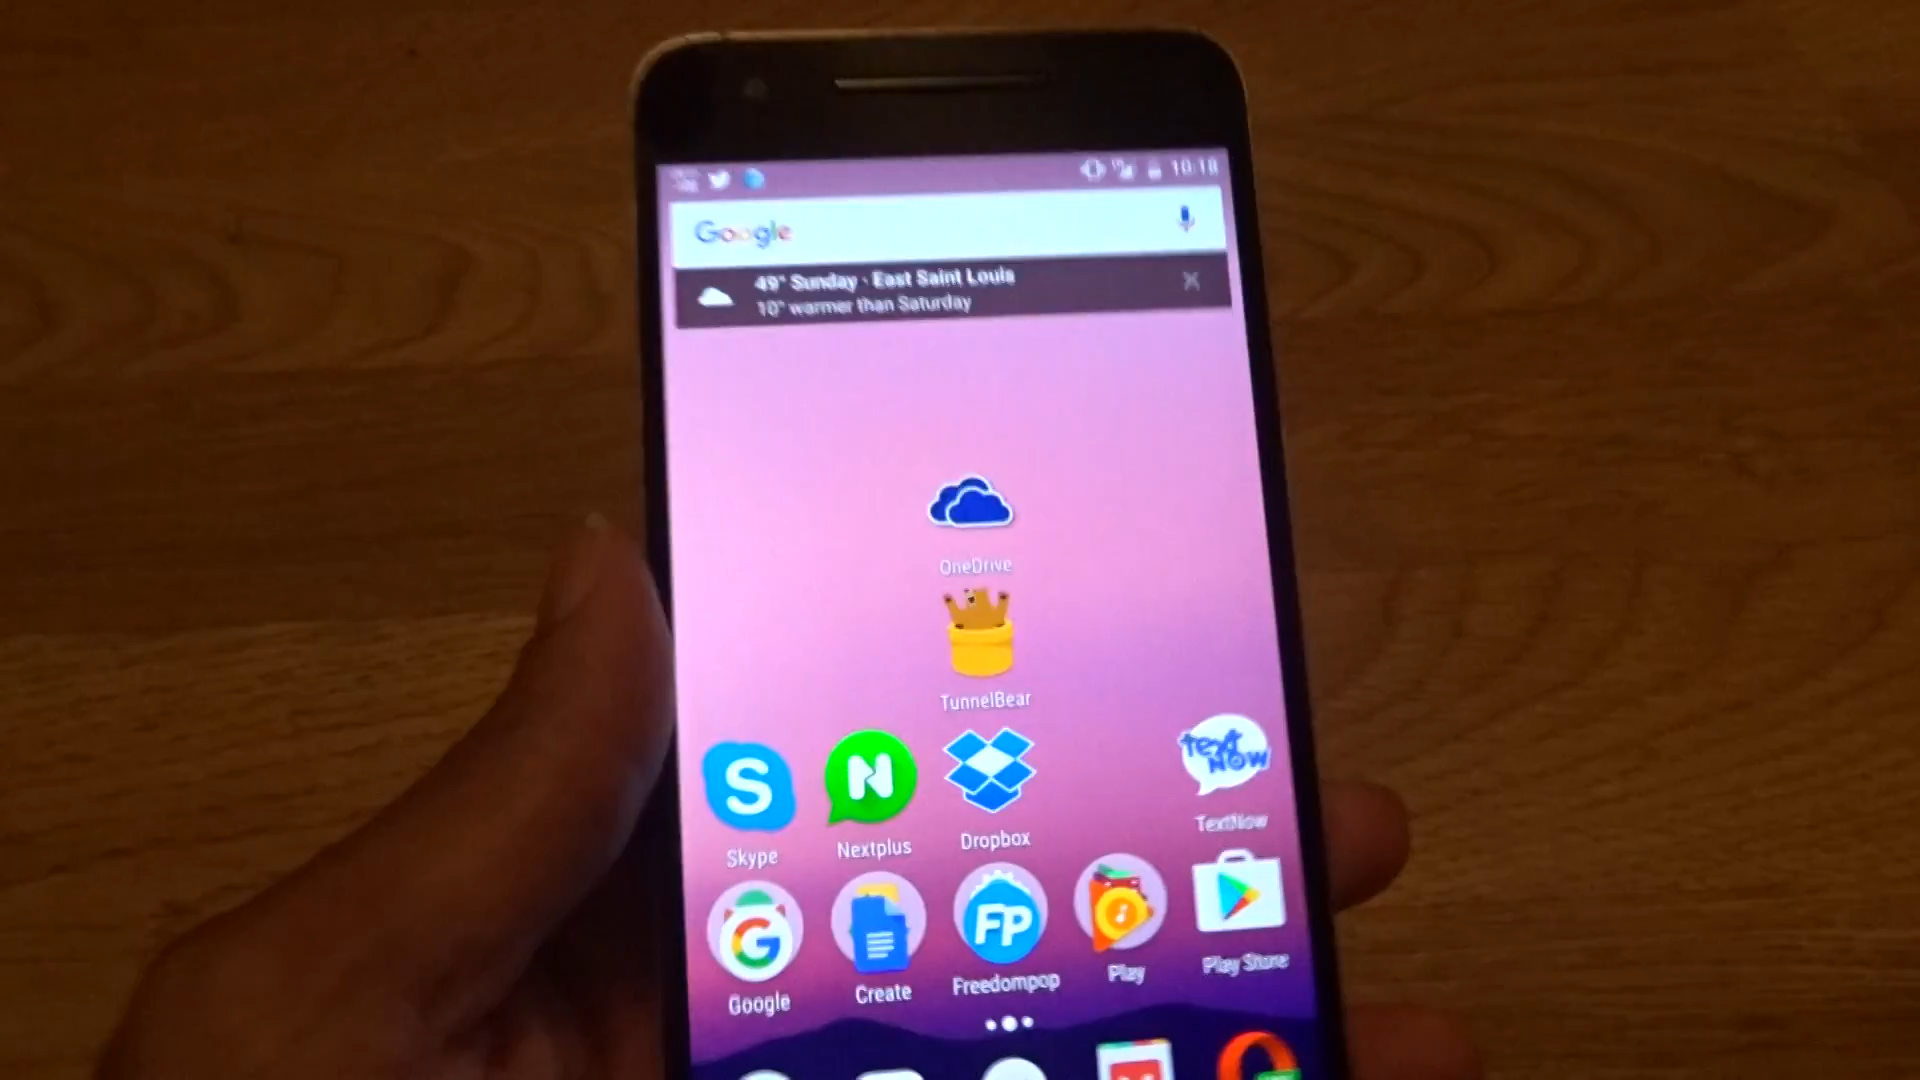 10:18
Google
49° Sunday · East Saint Louis
10° warmer than Saturday
OneDrive
TunnelBear
text
NOW
Skype
Nextplus
Dropbox
TextNow
FP
Google
Create
Freedompop
Play
Play Store